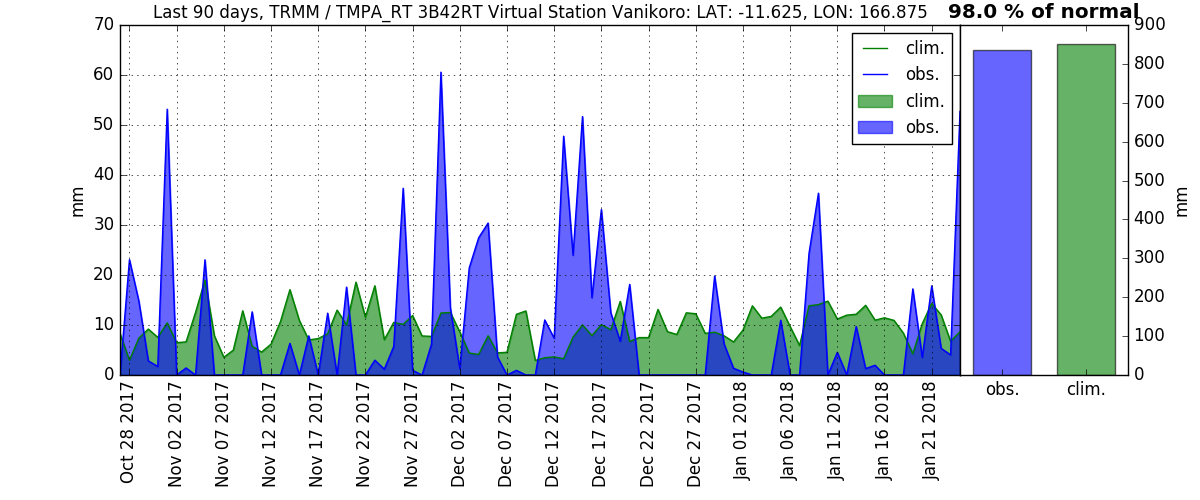 Last 90 days, TRMM / TMPA_RT 3B42RT Virtual Station Vanikoro: LAT: -11.625, LON: 166.875
98.0 % of normal
70
60
50
40
30
20
10
0
mm
clim.
obs.
clim.
obs.
900
800
700
600
500
400
300
200
100
0
mm
obs.
clim.
Oct 28 2017
Nov 02 2017
Nov 07 2017
Nov 12 2017
Nov 17 2017
Nov 22 2017
Nov 27 2017
Dec 02 2017
Dec 07 2017
Dec 12 2017
Dec 17 2017
Dec 22 2017
Dec 27 2017
Jan 01 2018
Jan 06 2018
Jan 11 2018
Jan 16 2018
Jan 21 2018